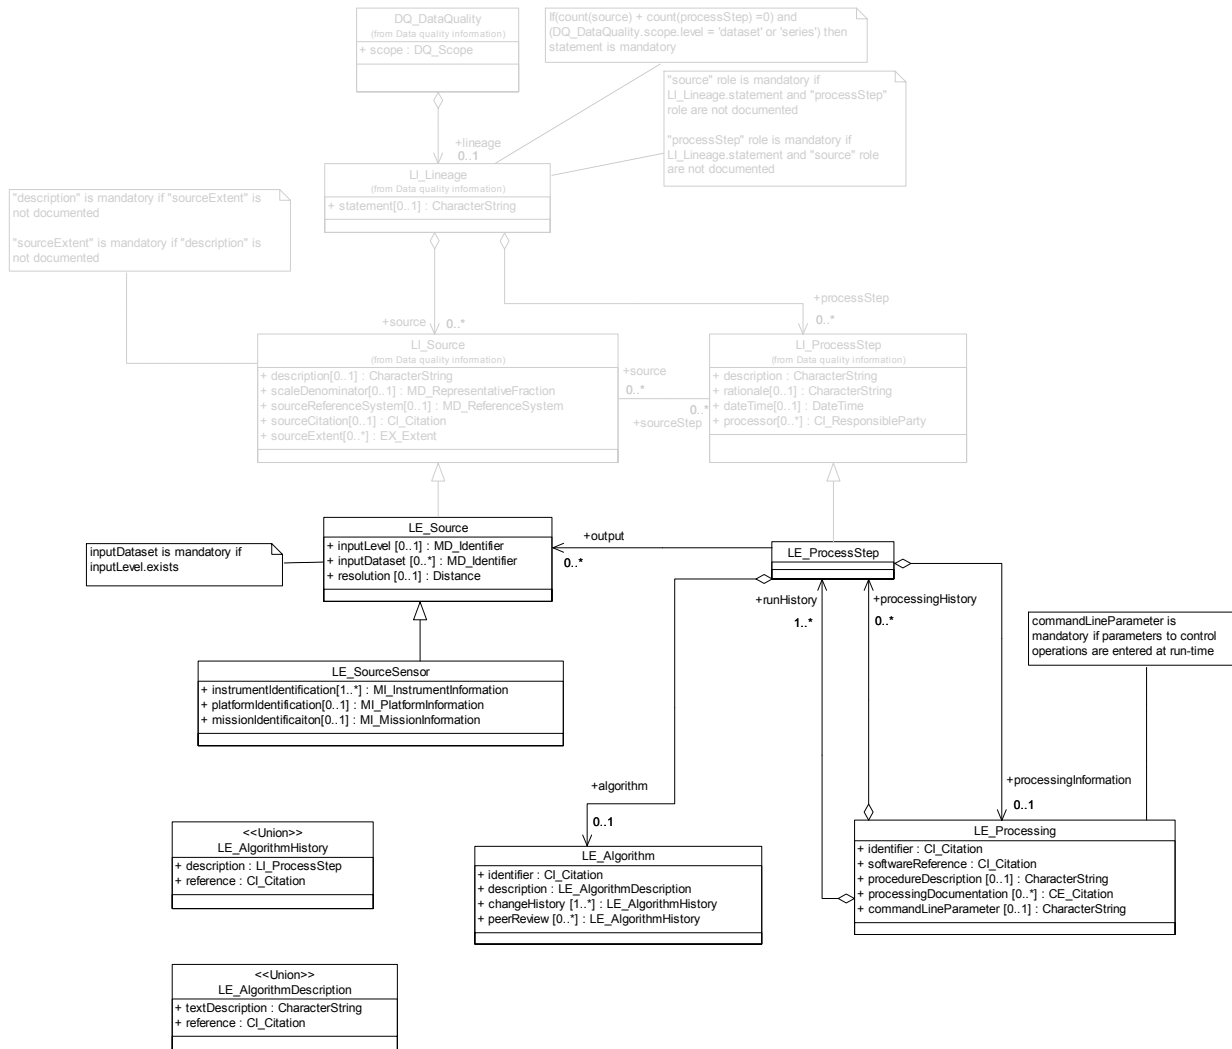 DQ_DataQuality
(from Data quality information)
+ scope : DQ_Scope
If(count(source) + count(processStep) =0) and
(DQ_DataQuality.scope.level = 'dataset' or 'series') then
statement is mandatory
"source" role is mandatory if
LI_Lineage.statement and "processStep"
role are not documented
"processStep" role is mandatory if
LI_Lineage.statement and "source" role
are not documented
+lineage
0..1
LI_Lineage
(from Data quality information)
+ statement[0..1] : CharacterString
"description" is mandatory if "sourceExtent" is
not documented
"sourceExtent" is mandatory if "description" is
not documented
+source
0..*
+processStep
0..*
LI_Source
(from Data quality information)
+ description[0..1] : CharacterString
+ scaleDenominator[0..1] : MD_RepresentativeFraction
+ sourceReferenceSystem[0..1] : MD_ReferenceSystem
+ sourceCitation[0..1] : CI_Citation
+ sourceExtent[0..*] : EX_Extent
+source
0..*
0..*
+sourceStep
LI_ProcessStep
(from Data quality information)
+ description : CharacterString
+ rationale[0..1] : CharacterString
+ dateTime[0..1] : DateTime
+ processor[0..*] : CI_ResponsibleParty
LE_Source
+ inputLevel [0..1] : MD_Identifier
+ inputDataset [0..*] : MD_Identifier
+ resolution [0..1] : Distance
inputDataset is mandatory if
inputLevel.exists
+output
0..*
LE_ProcessStep
+runHistory
1..*
+processingHistory
0..*
commandLineParameter is
mandatory if parameters to control
operations are entered at run-time
LE_SourceSensor
+ instrumentIdentification[1..*] : MI_InstrumentInformation
+ platformIdentification[0..1] : MI_PlatformInformation
+ missionIdentificaiton[0..1] : MI_MissionInformation
+algorithm
0..1
+processingInformation
0..1
<<Union>>
LE_AlgorithmHistory
+ description : LI_ProcessStep
+ reference : CI_Citation
LE_Algorithm
+ identifier : CI_Citation
+ description : LE_AlgorithmDescription
+ changeHistory [1..*] : LE_AlgorithmHistory
+ peerReview [0..*] : LE_AlgorithmHistory
LE_Processing
+ identifier : CI_Citation
+ softwareReference : CI_Citation
+ procedureDescription [0..1] : CharacterString
+ processingDocumentation [0..*] : CE_Citation
+ commandLineParameter [0..1] : CharacterString
<<Union>>
LE_AlgorithmDescription
+ textDescription : CharacterString
+ reference : CI_Citation